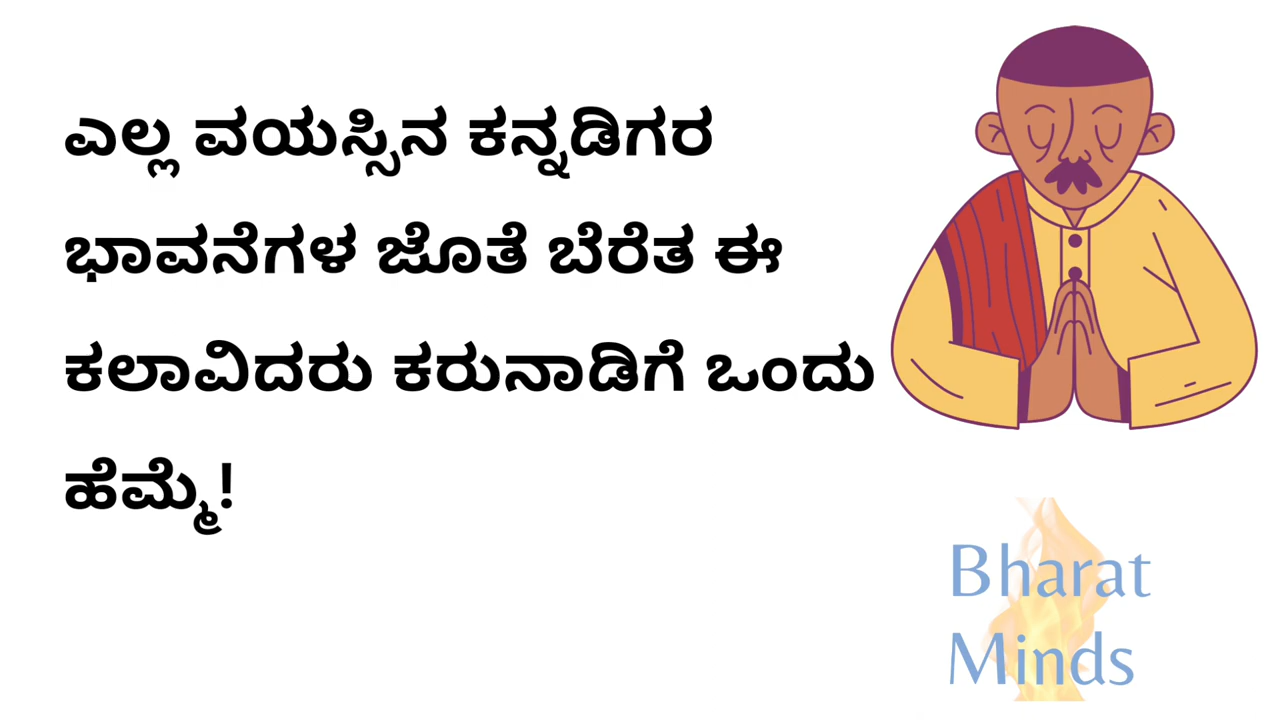 ಎಲ್ಲ ವಯಸ್ಸಿನ ಕನ್ನಡಿಗರ
ಭಾವನೆಗಳ ಜೊತೆ ಬೆರೆತ ಈ
ಕಲಾವಿದರು ಕರುನಾಡಿಗೆ ಒಂದು
ಹೆಮ್ಮೆ!
Bharat
Minds